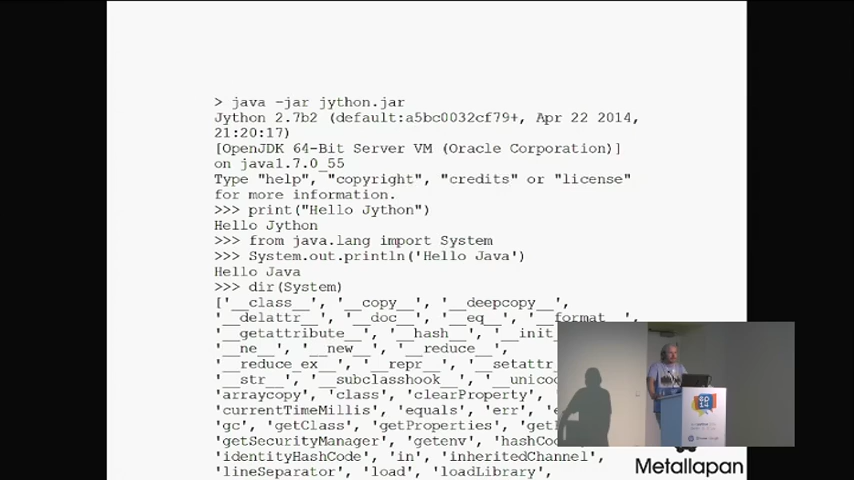 > java -jar jython.jar
Jython 2.7b2 (default:a5bc0032cf79+, Apr 22 2014,
21:20:17)
[OpenJDK 64-Bit Server VM (Oracle Corporation)]
on java1.7.0_55
Type "help", "copyright", "credits" or "license"
for more information.
>>> print("Hello Jython")
Hello Jython
>>> from java.lang import System
>>> System.out.println('Hello Java')
Hello Java
>>> dir(System)
['__class__', '__copy__', '__deepcopy__',
'__delattr__', '__doc__', '__eq__', '__format__',
'__getattribute__', '__hash__', '__init
'__ne__', '__new__', '__reduce__',
'__reduce_ex__', '__repr__', '__setattr
'__str__', '__subclasshook__', '__unico
'arraycopy', 'class', 'clearProperty',
'currentTimeMillis', 'equals', 'err',
'gc', 'getClass', 'getProperties',
'getSecurityManager', 'getenv', 'hashCo
'identityHashCode', 'in', 'inheritedChannel',
'lineSeparator', 'load', 'loadLibrary',
Metallapan